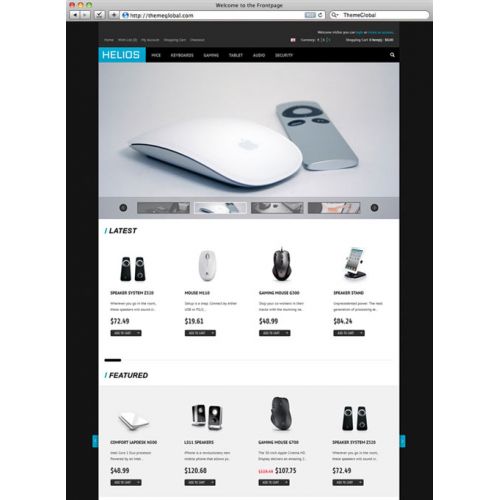 Welcome to the Frontpage
http://themeglobal.com
ThemeGlobal
Welcome visitor you can login or create an account.
Home Wish List (0) My Account Shopping Cart Checkout
Currency: € £ $
Shopping Cart 0 item(s) - $0.00
HELIOS
MICE KEYBOARDS GAMING TABLET AUDIO SECURITY
/ LATEST
SPEAKER SYSTEM Z520 MOUSE M110 GAMING MOUSE G300 SPEAKER STAND
Wherever you go in the room, Setup is a snap: Connect by either Drop your co-workers in their Unprecedented power. The next
these speakers will sound g... USB or PS/2, tracks with the stunning ne... generation of processing te...
$72.49 $19.61 $48.99 $84.24
ADD TO CART ADD TO CART ADD TO CART ADD TO CART
/ FEATURED
COMFORT LAPDESK N500 LS11 SPEAKERS GAMING MOUSE G700 SPEAKER SYSTEM Z520
Intel Core 2 Duo processor iPhone is a revolutionary new The 30-inch Apple Cinema HD Wherever you go in the room,
Powered by an Intel ... mobile phone that allows yo... Display delivers an amazing 2... these speakers will sound g...
$48.99 $120.68 $107.75 $72.49
ADD TO CART ADD TO CART ADD TO CART ADD TO CART